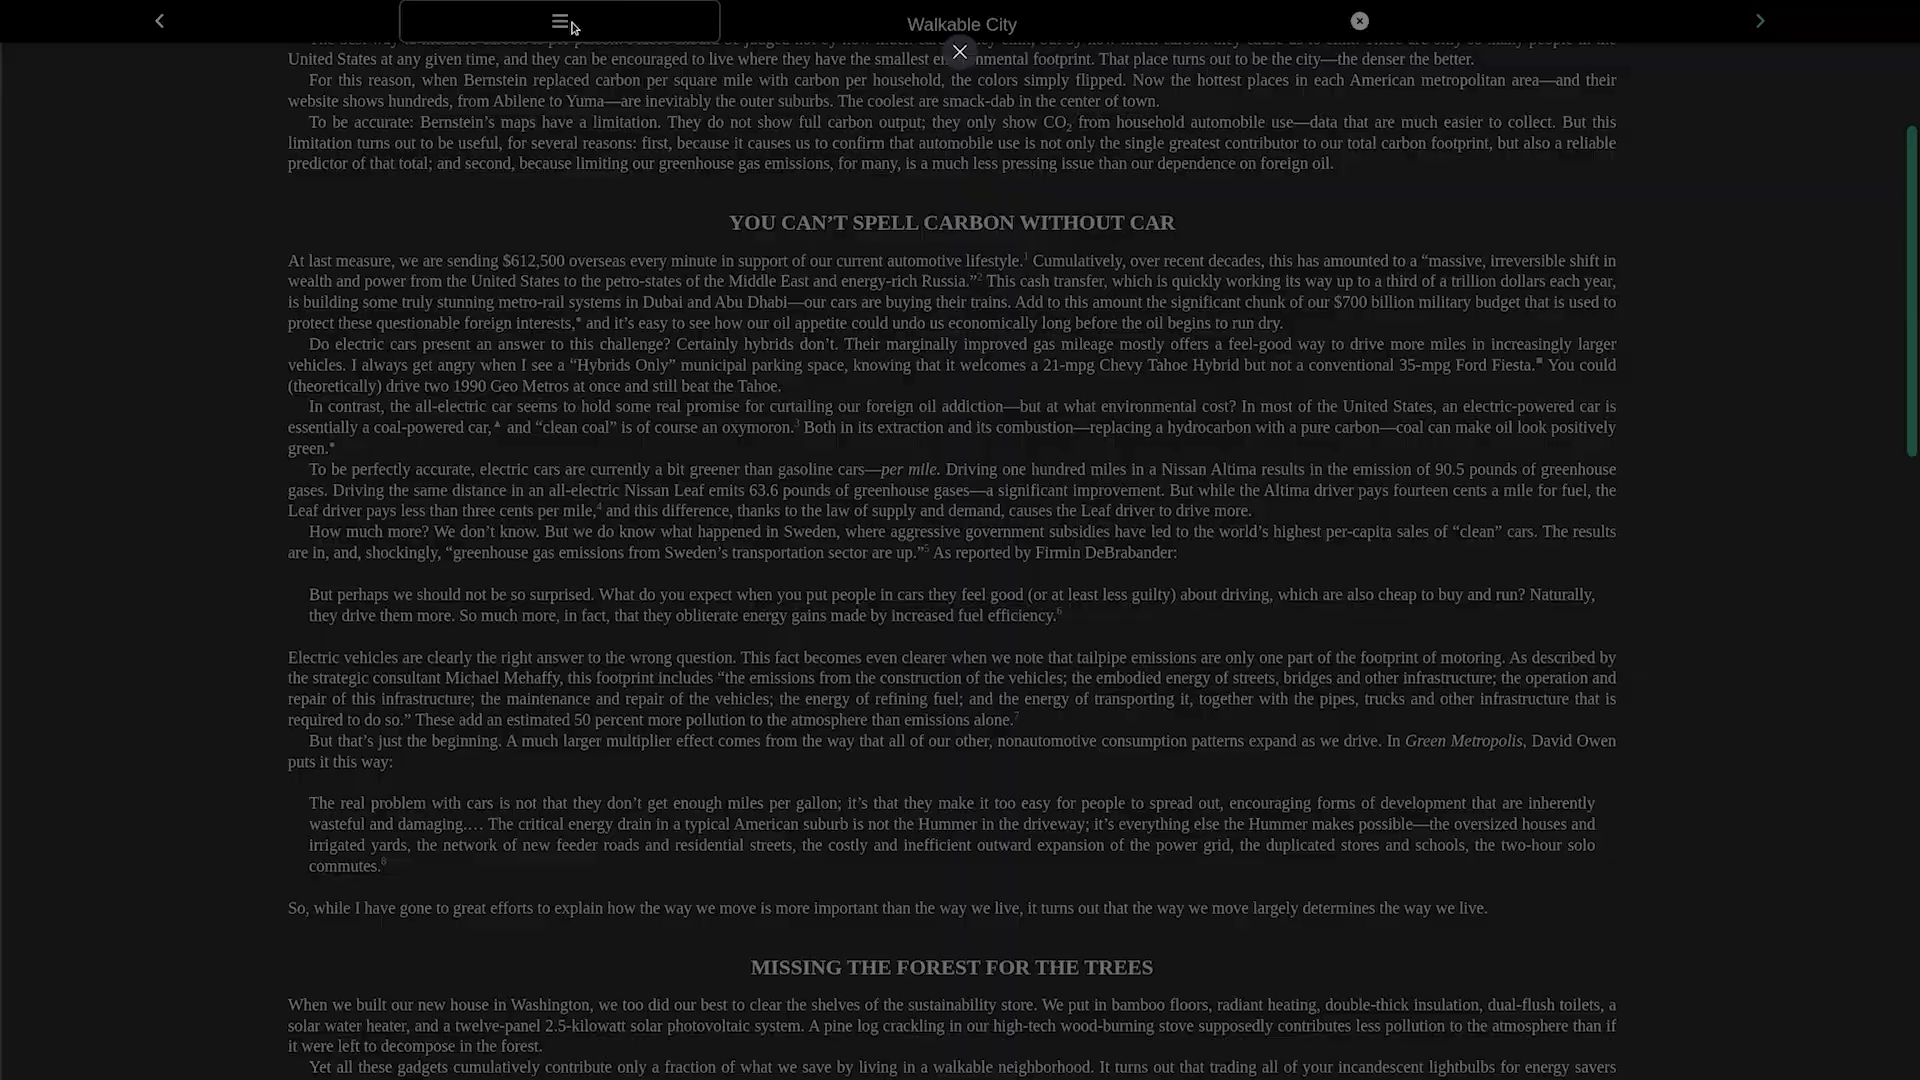 Walkable City
United States at any given time, and they can be encouraged to live where they have the smallest en nmental footprint. That place turns out to be the city—the denser the better.
For this reason, when Bernstein replaced carbon per square mile with carbon per household, the colors simply flipped. Now the hottest places in each American metropolitan area—and their
website shows hundreds, from Abilene to Yuma—are inevitably the outer suburbs. The coolest are smack-dab in the center of town.
To be accurate: Bernstein’s maps have a limitation. They do not show full carbon output; they only show CO₂ from household automobile use—data that are much easier to collect. But this
limitation turns out to be useful, for several reasons: first, because it causes us to confirm that automobile use is not only the single greatest contributor to our total carbon footprint, but also a reliable
predictor of that total; and second, because limiting our greenhouse gas emissions, for many, is a much less pressing issue than our dependence on foreign oil.
YOU CAN’T SPELL CARBON WITHOUT CAR
At last measure, we are sending $612,500 overseas every minute in support of our current automotive lifestyle.¹ Cumulatively, over recent decades, this has amounted to a “massive, irreversible shift in
wealth and power from the United States to the petro-states of the Middle East and energy-rich Russia.”² This cash transfer, which is quickly working its way up to a third of a trillion dollars each year,
is building some truly stunning metro-rail systems in Dubai and Abu Dhabi—our cars are buying their trains. Add to this amount the significant chunk of our $700 billion military budget that is used to
protect these questionable foreign interests,• and it’s easy to see how our oil appetite could undo us economically long before the oil begins to run dry.
Do electric cars present an answer to this challenge? Certainly hybrids don’t. Their marginally improved gas mileage mostly offers a feel-good way to drive more miles in increasingly larger
vehicles. I always get angry when I see a “Hybrids Only” municipal parking space, knowing that it welcomes a 21-mpg Chevy Tahoe Hybrid but not a conventional 35-mpg Ford Fiesta.■ You could
(theoretically) drive two 1990 Geo Metros at once and still beat the Tahoe.
In contrast, the all-electric car seems to hold some real promise for curtailing our foreign oil addiction—but at what environmental cost? In most of the United States, an electric-powered car is
essentially a coal-powered car,▲ and “clean coal” is of course an oxymoron.³ Both in its extraction and its combustion—replacing a hydrocarbon with a pure carbon—coal can make oil look positively
green.•
To be perfectly accurate, electric cars are currently a bit greener than gasoline cars—per mile. Driving one hundred miles in a Nissan Altima results in the emission of 90.5 pounds of greenhouse
gases. Driving the same distance in an all-electric Nissan Leaf emits 63.6 pounds of greenhouse gases—a significant improvement. But while the Altima driver pays fourteen cents a mile for fuel, the
Leaf driver pays less than three cents per mile,⁴ and this difference, thanks to the law of supply and demand, causes the Leaf driver to drive more.
How much more? We don’t know. But we do know what happened in Sweden, where aggressive government subsidies have led to the world’s highest per-capita sales of “clean” cars. The results
are in, and, shockingly, “greenhouse gas emissions from Sweden’s transportation sector are up.”⁵ As reported by Firmin DeBrabander:
But perhaps we should not be so surprised. What do you expect when you put people in cars they feel good (or at least less guilty) about driving, which are also cheap to buy and run? Naturally,
they drive them more. So much more, in fact, that they obliterate energy gains made by increased fuel efficiency.⁶
Electric vehicles are clearly the right answer to the wrong question. This fact becomes even clearer when we note that tailpipe emissions are only one part of the footprint of motoring. As described by
the strategic consultant Michael Mehaffy, this footprint includes “the emissions from the construction of the vehicles; the embodied energy of streets, bridges and other infrastructure; the operation and
repair of this infrastructure; the maintenance and repair of the vehicles; the energy of refining fuel; and the energy of transporting it, together with the pipes, trucks and other infrastructure that is
required to do so.” These add an estimated 50 percent more pollution to the atmosphere than emissions alone.⁷
But that’s just the beginning. A much larger multiplier effect comes from the way that all of our other, nonautomotive consumption patterns expand as we drive. In Green Metropolis, David Owen
puts it this way:
The real problem with cars is not that they don’t get enough miles per gallon; it’s that they make it too easy for people to spread out, encouraging forms of development that are inherently
wasteful and damaging.… The critical energy drain in a typical American suburb is not the Hummer in the driveway; it’s everything else the Hummer makes possible—the oversized houses and
irrigated yards, the network of new feeder roads and residential streets, the costly and inefficient outward expansion of the power grid, the duplicated stores and schools, the two-hour solo
commutes.⁸
So, while I have gone to great efforts to explain how the way we move is more important than the way we live, it turns out that the way we move largely determines the way we live.
MISSING THE FOREST FOR THE TREES
When we built our new house in Washington, we too did our best to clear the shelves of the sustainability store. We put in bamboo floors, radiant heating, double-thick insulation, dual-flush toilets, a
solar water heater, and a twelve-panel 2.5-kilowatt solar photovoltaic system. A pine log crackling in our high-tech wood-burning stove supposedly contributes less pollution to the atmosphere than if
it were left to decompose in the forest.
Yet all these gadgets cumulatively contribute only a fraction of what we save by living in a walkable neighborhood. It turns out that trading all of your incandescent lightbulbs for energy savers